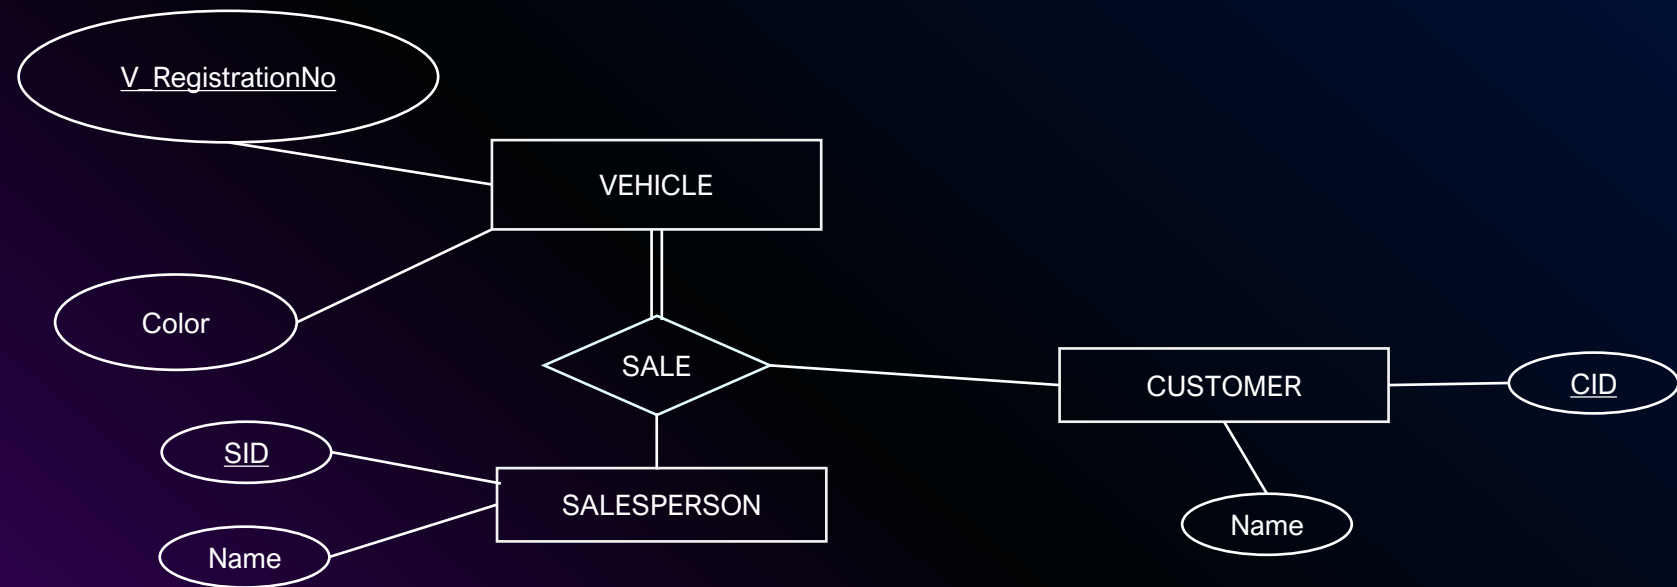 V_RegistrationNo
VEHICLE
Color
SALE
CUSTOMER
CID
SID
SALESPERSON
Name
Name